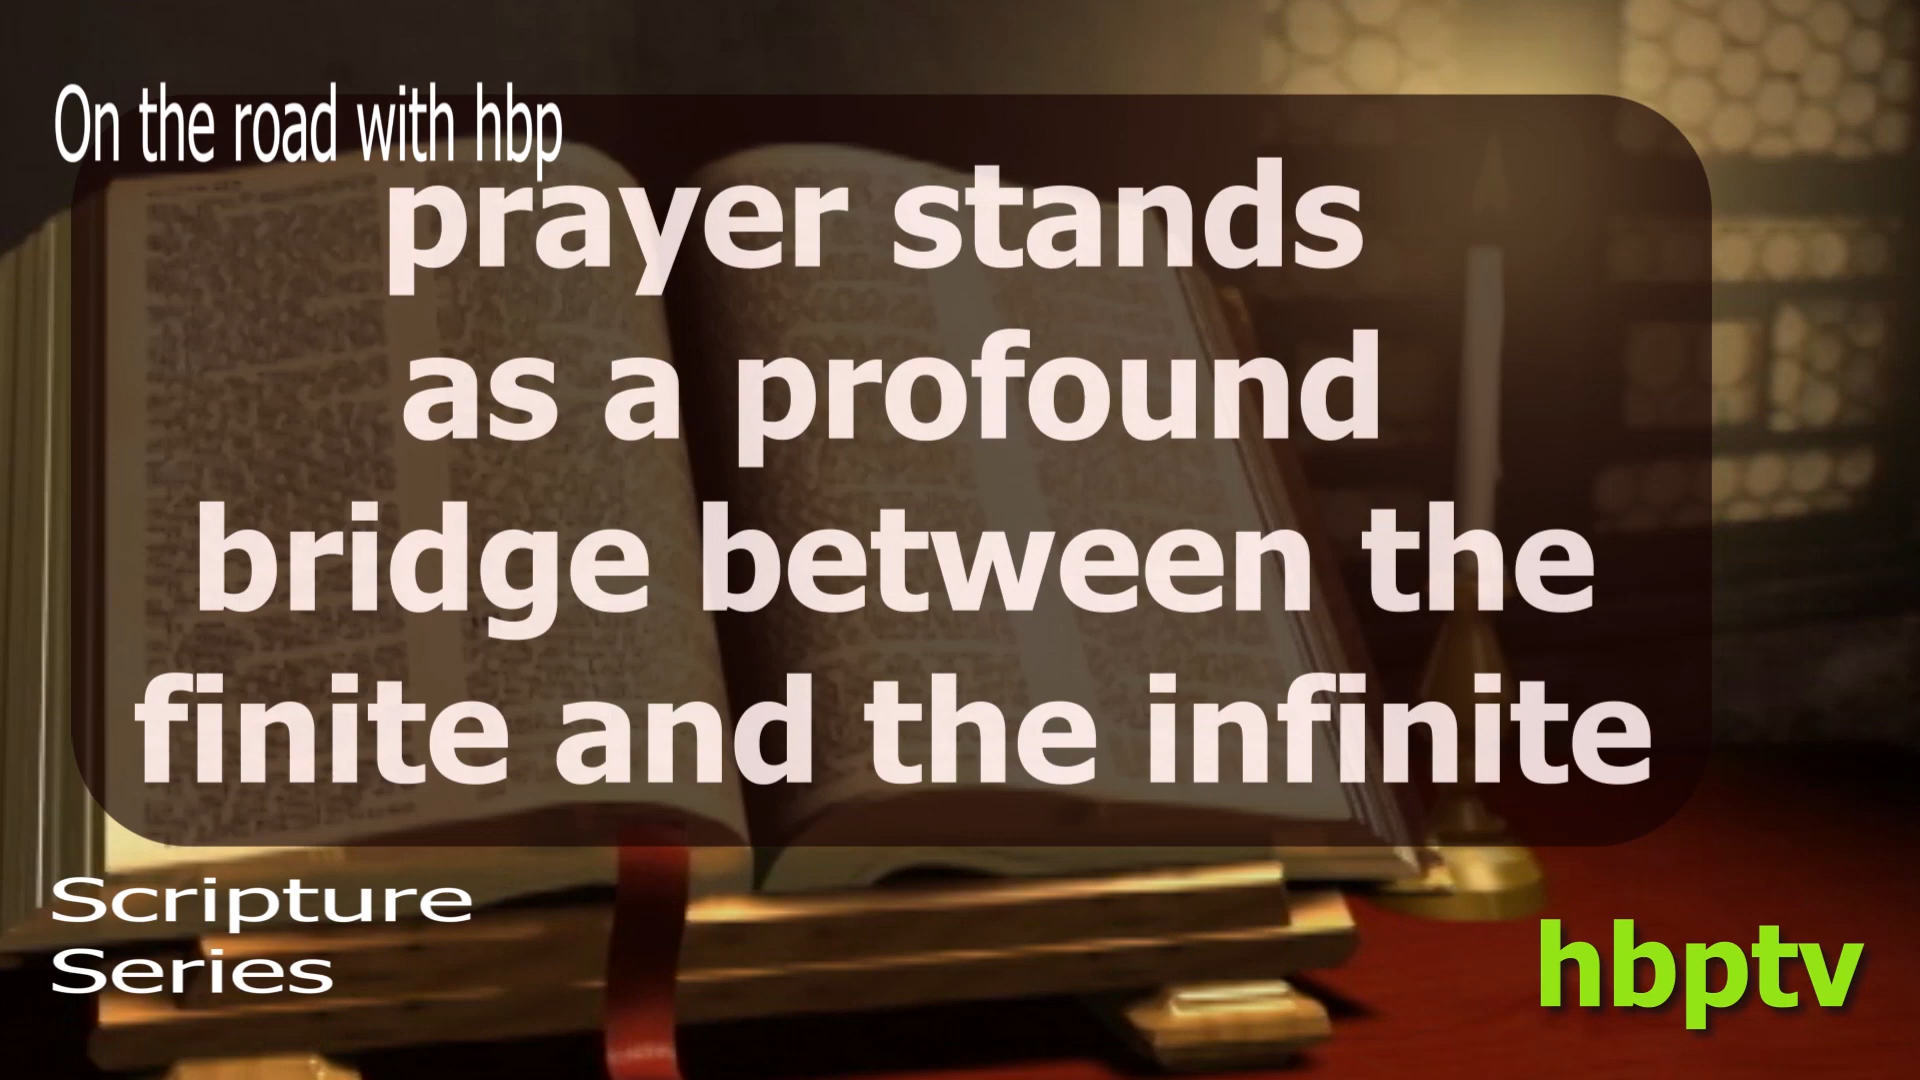 On the road with hbp
prayer stands
as a profound
bridge between the
finite and the infinite
Scripture
Series
hbptv